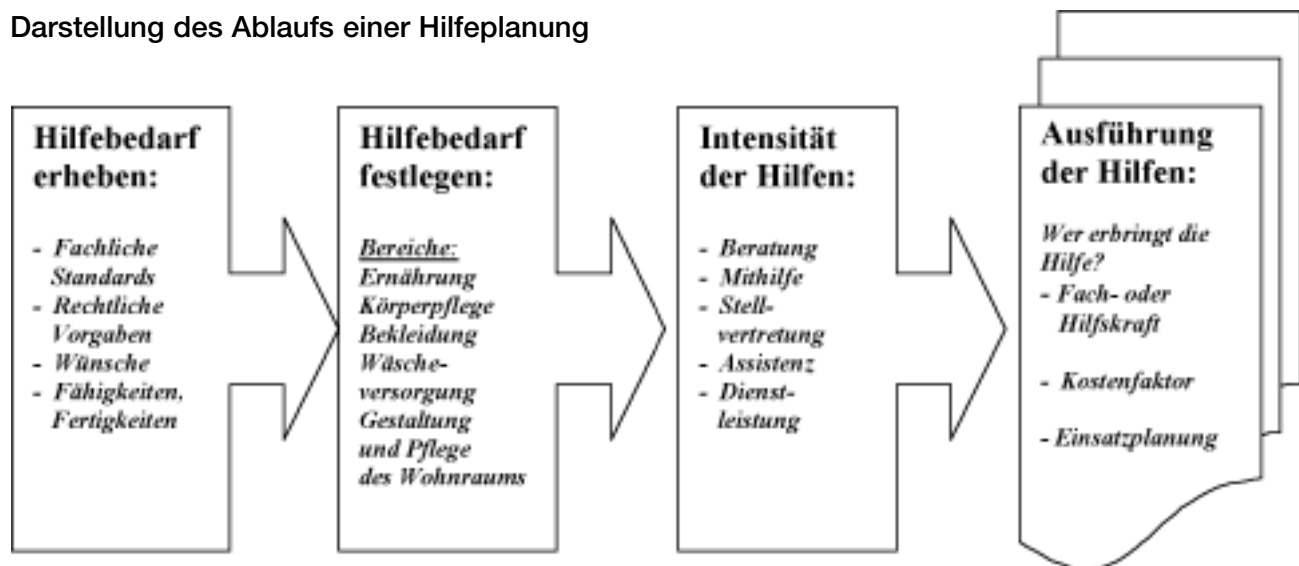 Darstellung des Ablaufs einer Hilfeplanung
Hilfebedarf
erheben:
- Fachliche
Standards
- Rechtliche
Vorgaben
- Wünsche
- Fähigkeiten,
Fertigkeiten
Hilfebedarf
festlegen:
Bereiche:
Ernährung
Körperpflege
Bekleidung
Wäsche-
versorgung
Gestaltung
und Pflege
des Wohnraums
Intensität
der Hilfen:
- Beratung
- Mithilfe
- Stell-
vertretung
- Assistenz
- Dienst-
leistung
Ausführung
der Hilfen:
Wer erbringt die
Hilfe?
- Fach- oder
Hilfskraft
- Kostenfaktor
- Einsatzplanung